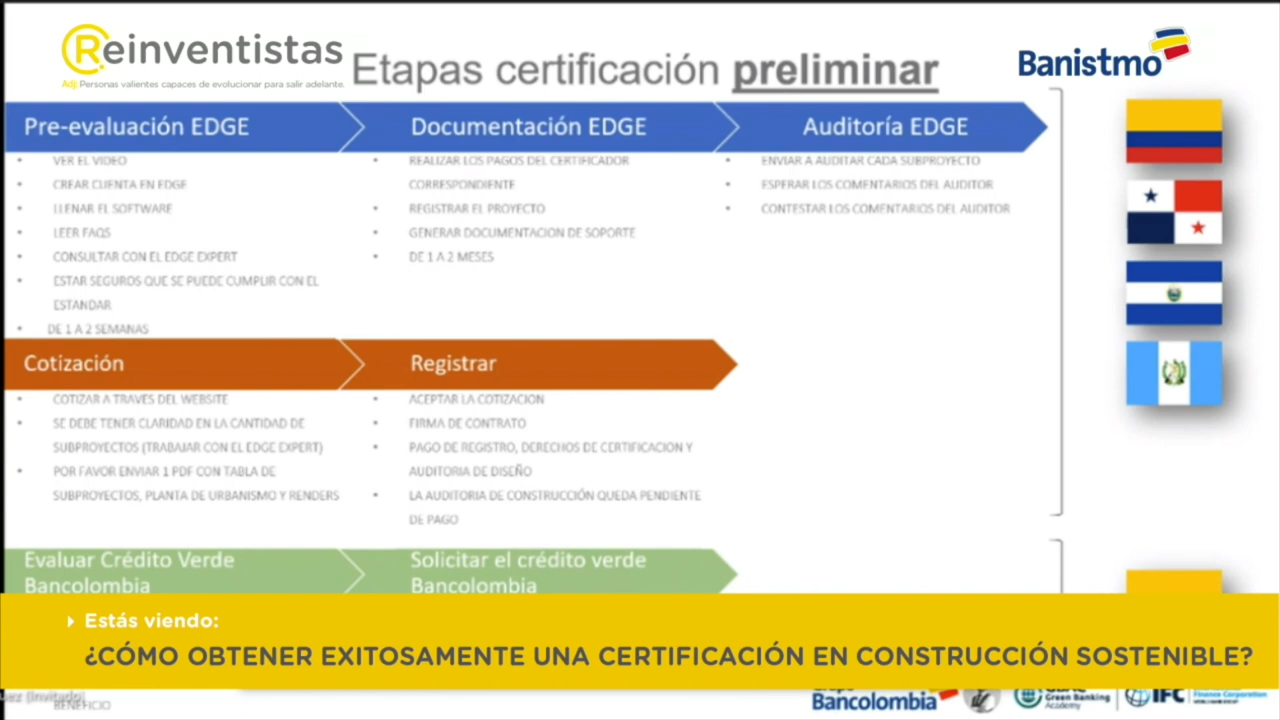 Reinventistas
Adj: Personas valientes capaces de evolucionar para salir adelante.
Etapas certificación preliminar
Banistmo
Pre-evaluación EDGE
• VER EL VIDEO
• CREAR CUENTA EN EDGE
• LLENAR EL SOFTWARE
• LEER FAQS
• CONSULTAR CON EL EDGE EXPERT
• ESTAR SEGUROS QUE SE PUEDE CUMPLIR CON EL
ESTANDAR
• DE 1 A 2 SEMANAS
Documentación EDGE
• REALIZAR LOS PAGOS DEL CERTIFICADOR
CORRESPONDIENTE
• REGISTRAR EL PROYECTO
• GENERAR DOCUMENTACION DE SOPORTE
• DE 1 A 2 MESES
Auditoría EDGE
• ENVIAR A AUDITAR CADA SUBPROYECTO
• ESPERAR LOS COMENTARIOS DEL AUDITOR
• CONTESTAR LOS COMENTARIOS DEL AUDITOR
Cotización
• COTIZAR A TRAVES DEL WEBSITE
• SE DEBE TENER CLARIDAD EN LA CANTIDAD DE
SUBPROYECTOS (TRABAJAR CON EL EDGE EXPERT)
• POR FAVOR ENVIAR 1 PDF CON TABLA DE
SUBPROYECTOS, PLANTA DE URBANISMO Y RENDERS
Registrar
• ACEPTAR LA COTIZACION
• FIRMA DE CONTRATO
• PAGO DE REGISTRO, DERECHOS DE CERTIFICACION Y
AUDITORIA DE DISEÑO
• LA AUDITORIA DE CONSTRUCCIÓN QUEDA PENDIENTE
DE PAGO
Evaluar Crédito Verde
Bancolombia
Solicitar el crédito verde
Bancolombia
Estás viendo:
¿CÓMO OBTENER EXITOSAMENTE UNA CERTIFICACIÓN EN CONSTRUCCIÓN SOSTENIBLE?
(Invitado)
BENEFICIO
Bancolombia
Green Banking
Academy
IFC